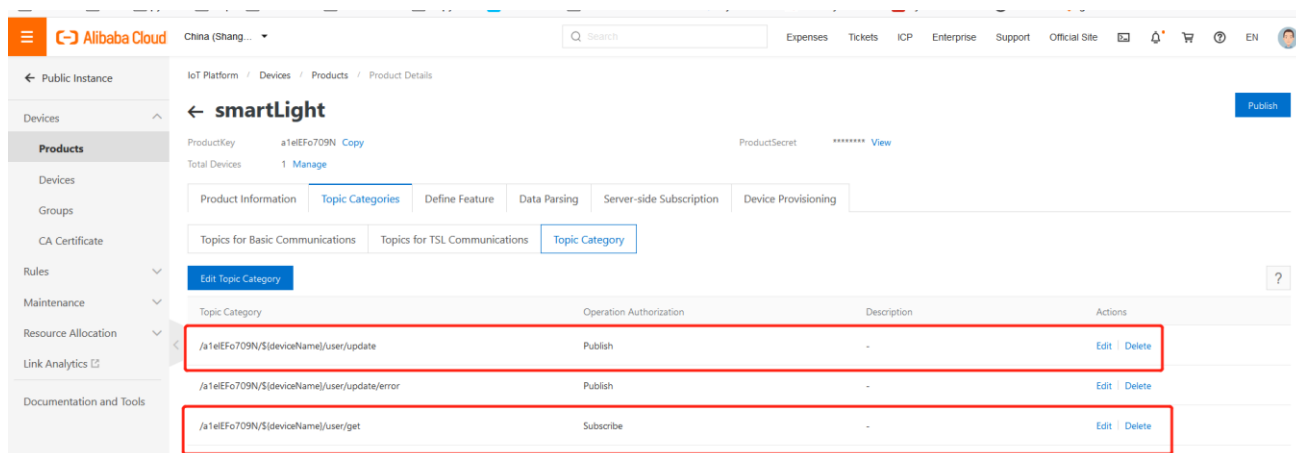 Alibaba Cloud China (Shang... Search Expenses Tickets ICP Enterprise Support Official Site EN
Public Instance
IoT Platform / Devices / Products / Product Details
Devices
smartLight
Publish
Products
ProductKey a1elEFo709N Copy ProductSecret ******** View
Total Devices 1 Manage
Devices
Product Information Topic Categories Define Feature Data Parsing Server-side Subscription Device Provisioning
Groups
CA Certificate
Topics for Basic Communications Topics for TSL Communications Topic Category
Rules
Edit Topic Category ?
Maintenance
Topic Category Operation Authorization Description Actions
Resource Allocation
/a1elEFo709N/${deviceName}/user/update Publish - Edit Delete
Link Analytics
/a1elEFo709N/${deviceName}/user/update/error Publish - Edit Delete
Documentation and Tools
/a1elEFo709N/${deviceName}/user/get Subscribe - Edit Delete